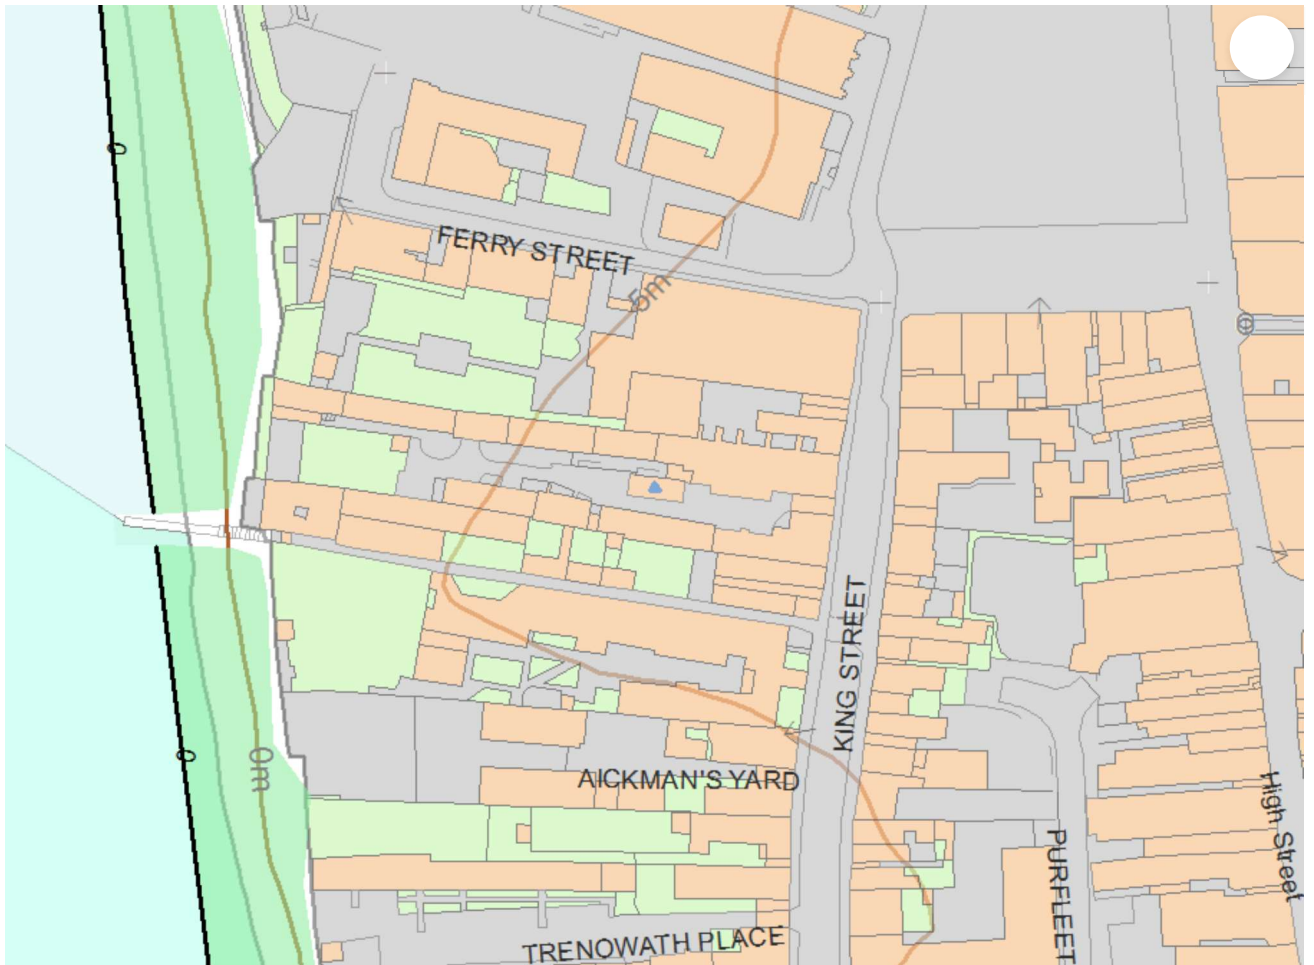 0
FERRY STREET
5m
KING STREET
0
0m
AICKMAN'S YARD
High Street
PURFLEET
TRENOWATH PLACE